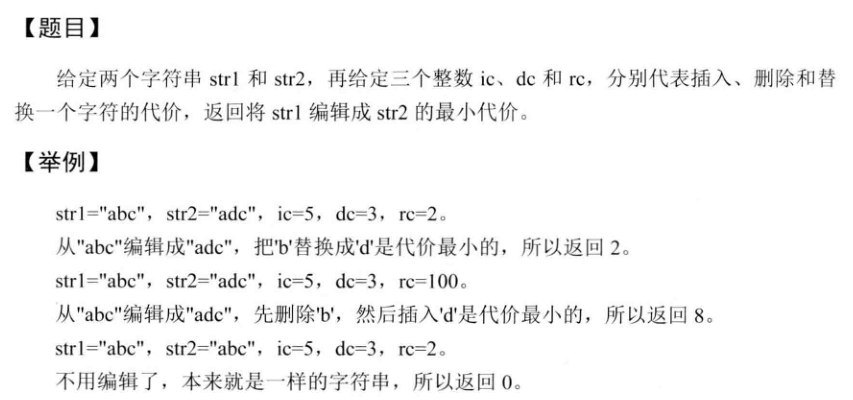 【题目】
给定两个字符串 str1 和 str2，再给定三个整数 ic、dc 和 rc，分别代表插入、删除和替
换一个字符的代价，返回将 str1 编辑成 str2 的最小代价。
【举例】
str1="abc"，str2="adc"，ic=5，dc=3，rc=2。
从"abc"编辑成"adc"，把'b'替换成'd'是代价最小的，所以返回 2。
str1="abc"，str2="adc"，ic=5，dc=3，rc=100。
从"abc"编辑成"adc"，先删除'b'，然后插入'd'是代价最小的，所以返回 8。
str1="abc"，str2="abc"，ic=5，dc=3，rc=2。
不用编辑了，本来就是一样的字符串，所以返回 0。